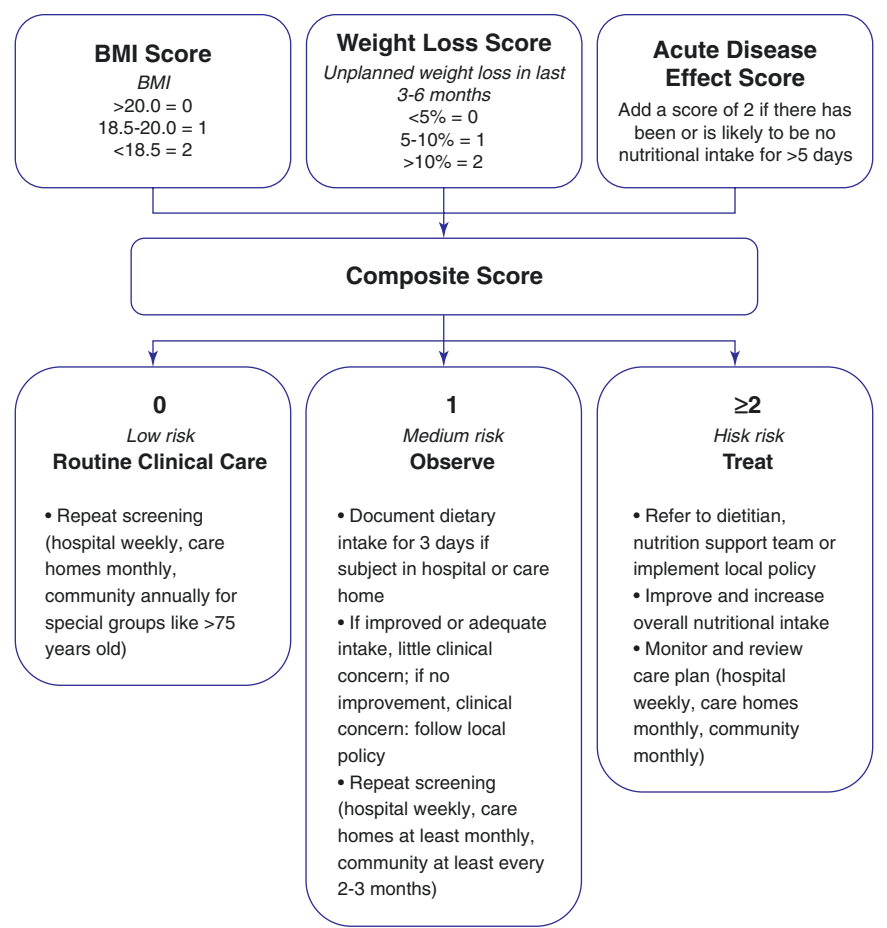 BMI Score
BMI
>20.0 = 0
18.5-20.0 = 1
<18.5 = 2
Weight Loss Score
Unplanned weight loss in last
3-6 months
<5% = 0
5-10% = 1
>10% = 2
Acute Disease
Effect Score
Add a score of 2 if there has
been or is likely to be no
nutritional intake for >5 days
Composite Score
0
Low risk
Routine Clinical Care
• Repeat screening
(hospital weekly, care
homes monthly,
community annually for
special groups like >75
years old)
1
Medium risk
Observe
• Document dietary
intake for 3 days if
subject in hospital or care
home
• If improved or adequate
intake, little clinical
concern; if no
improvement, clinical
concern: follow local
policy
• Repeat screening
(hospital weekly, care
homes at least monthly,
community at least every
2-3 months)
≥2
Hisk risk
Treat
• Refer to dietitian,
nutrition support team or
implement local policy
• Improve and increase
overall nutritional intake
• Monitor and review
care plan (hospital
weekly, care homes
monthly, community
monthly)